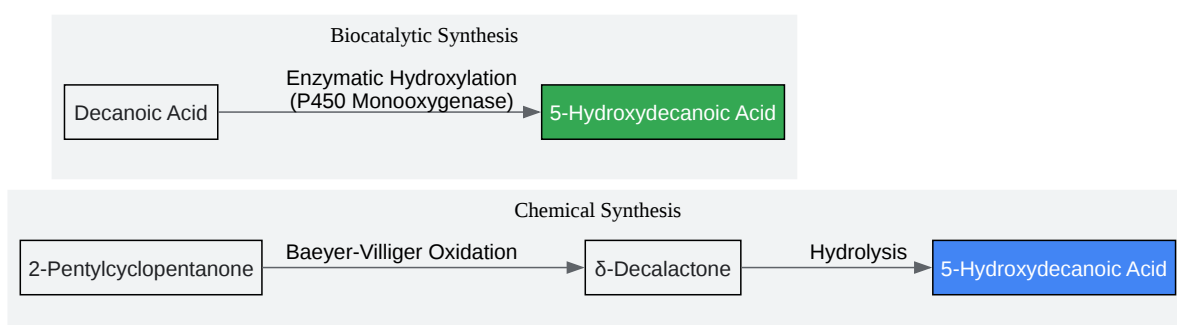 Biocatalytic Synthesis
Enzymatic Hydroxylation
(P450 Monooxygenase)
Decanoic Acid
5-Hydroxydecanoic Acid
Chemical Synthesis
Baeyer-Villiger Oxidation
Hydrolysis
2-Pentylcyclopentanone
δ-Decalactone
5-Hydroxydecanoic Acid